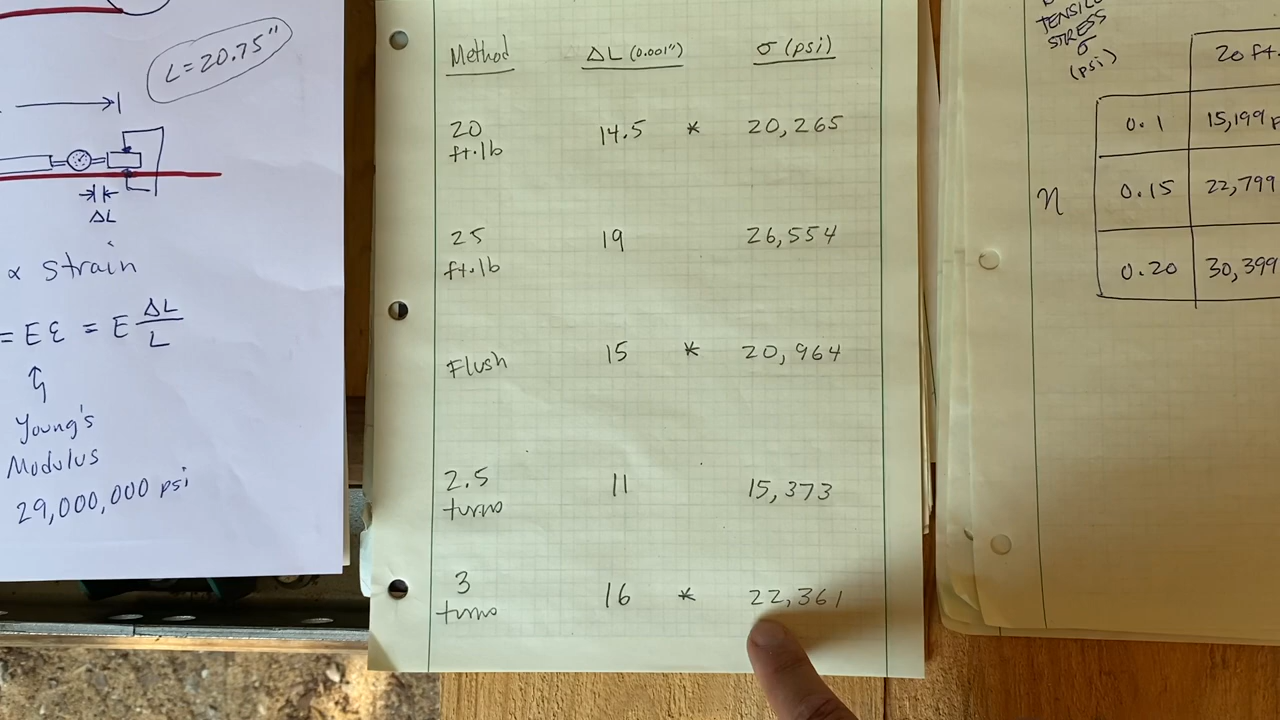 L=20.75"
ΔL
∝ strain
= Eε = E ΔL/L
Young's
Modulus
29,000,000 psi
Method ΔL (0.001") σ (psi)
20 ft.lb 14.5 * 20,265
25 ft.lb 19 26,554
Flush 15 * 20,964
2.5 turns 11 15,373
3 turns 16 * 22,361
TENSILE
STRESS
σ
(psi)
20 ft.
0.1 15,199
η 0.15 22,799
0.20 30,399